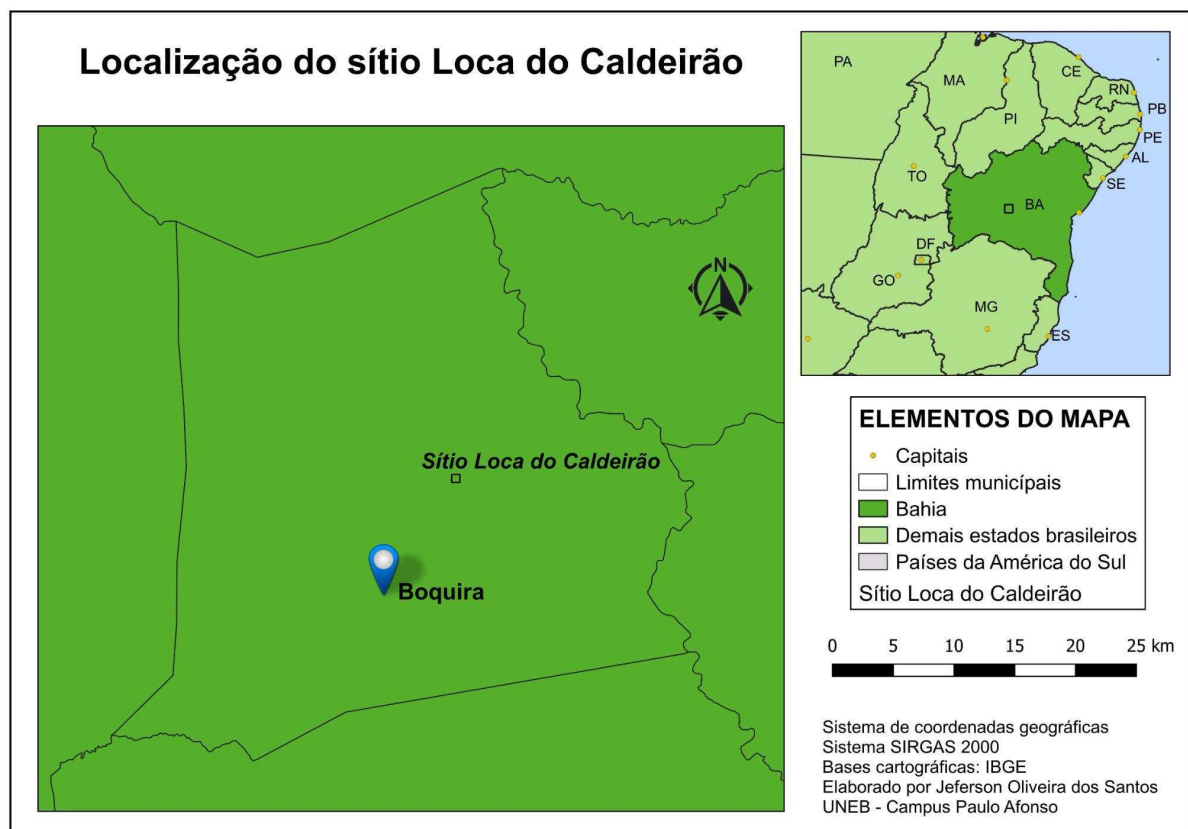 Localização do sítio Loca do Caldeirão
N
Sítio Loca do Caldeirão
Boquira
PA
MA
CE
RN
PB
PI
PE
AL
TO
SE
BA
DF
GO
MG
ES
ELEMENTOS DO MAPA
Capitais
Limites municípais
Bahia
Demais estados brasileiros
Países da América do Sul
Sítio Loca do Caldeirão
0 5 10 15 20 25 km
Sistema de coordenadas geográficas
Sistema SIRGAS 2000
Bases cartográficas: IBGE
Elaborado por Jeferson Oliveira dos Santos
UNEB - Campus Paulo Afonso